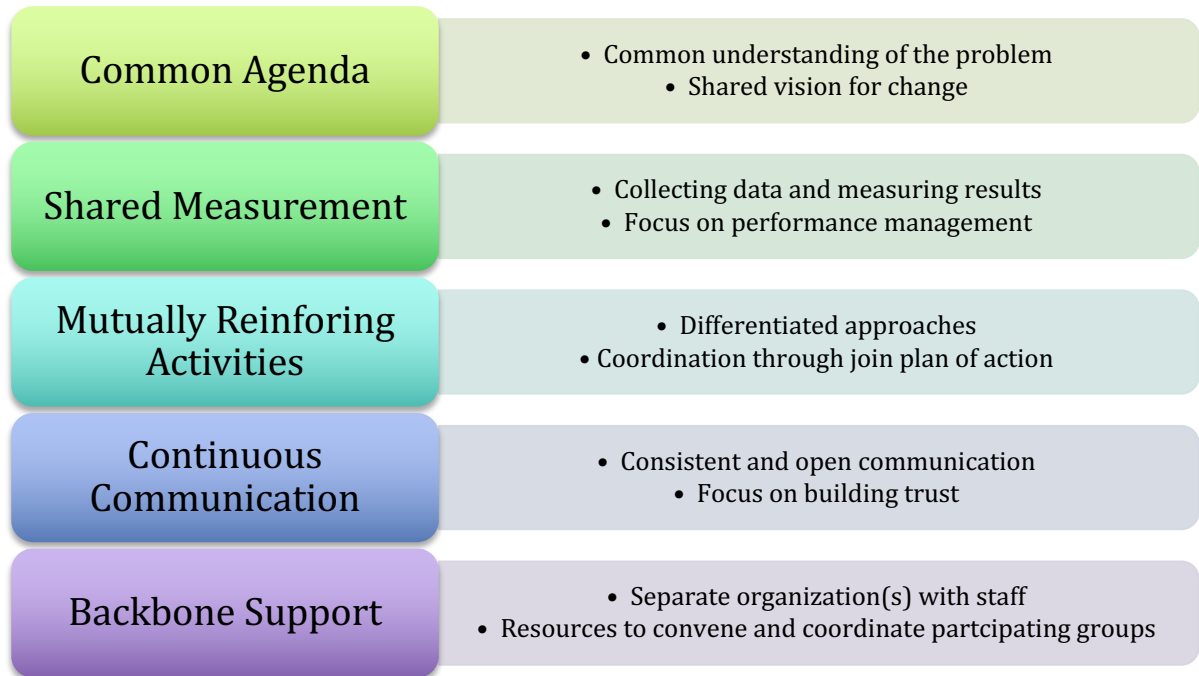 Common Agenda
• Common understanding of the problem
• Shared vision for change
Shared Measurement
• Collecting data and measuring results
• Focus on performance management
Mutually Reinforing
Activities
• Differentiated approaches
• Coordination through join plan of action
Continuous
Communication
• Consistent and open communication
• Focus on building trust
Backbone Support
• Separate organization(s) with staff
• Resources to convene and coordinate partcipating groups